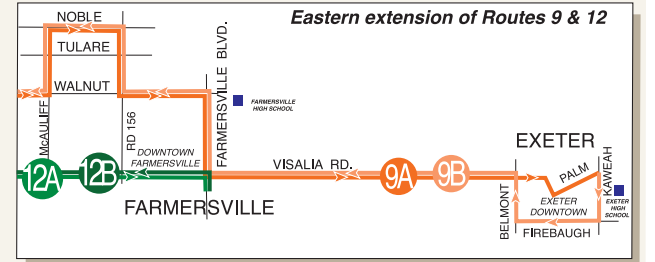 Eastern extension of Routes 9 & 12
NOBLE
TULARE
WALNUT
McAULIFF
RD 156
FARMERSVILLE BLVD.
FARMERSVILLE
HIGH SCHOOL
DOWNTOWN
FARMERSVILLE
12A
12B
FARMERSVILLE
VISALIA RD.
9A
9B
EXETER
BELMONT
PALM
KAWEAH
EXETER
DOWNTOWN
EXETER
HIGH
SCHOOL
FIREBAUGH